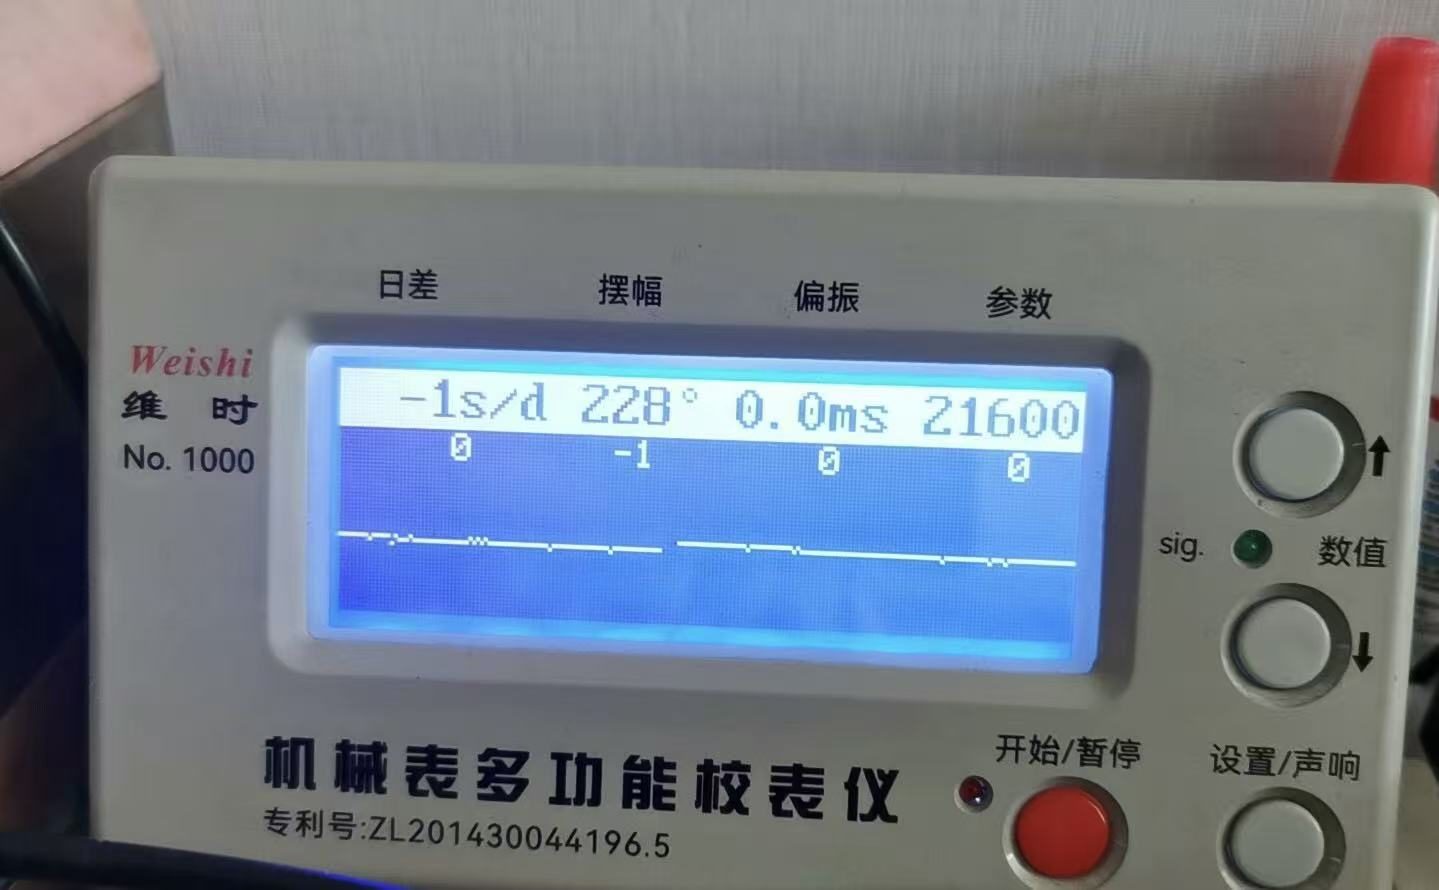 日差 摆幅 偏振 参数
Weishi
维 时
No. 1000
-1s/d 228° 0.0ms 21600
0 -1 0 0
sig.
数值
开始/暂停
设置/声响
机械表多功能校表仪
专利号:ZL201430044196.5